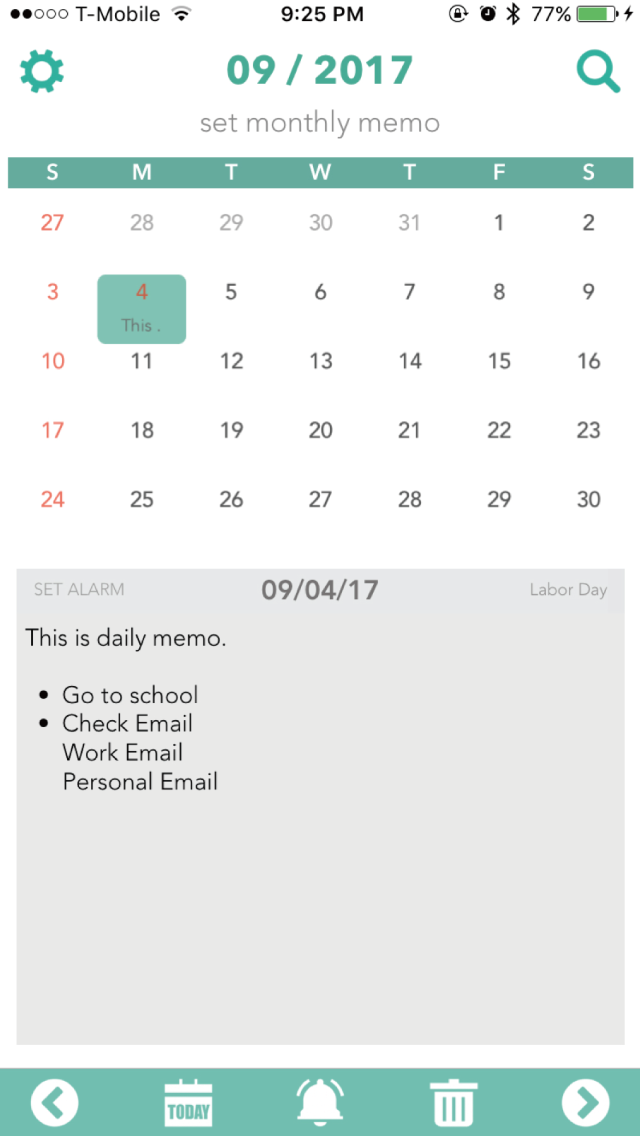 T-Mobile 9:25 PM 77%
09 / 2017
set monthly memo
S M T W T F S
27 28 29 30 31 1 2
3 4 5 6 7 8 9
This .
10 11 12 13 14 15 16
17 18 19 20 21 22 23
24 25 26 27 28 29 30
SET ALARM 09/04/17 Labor Day
This is daily memo.
• Go to school
• Check Email
Work Email
Personal Email
TODAY